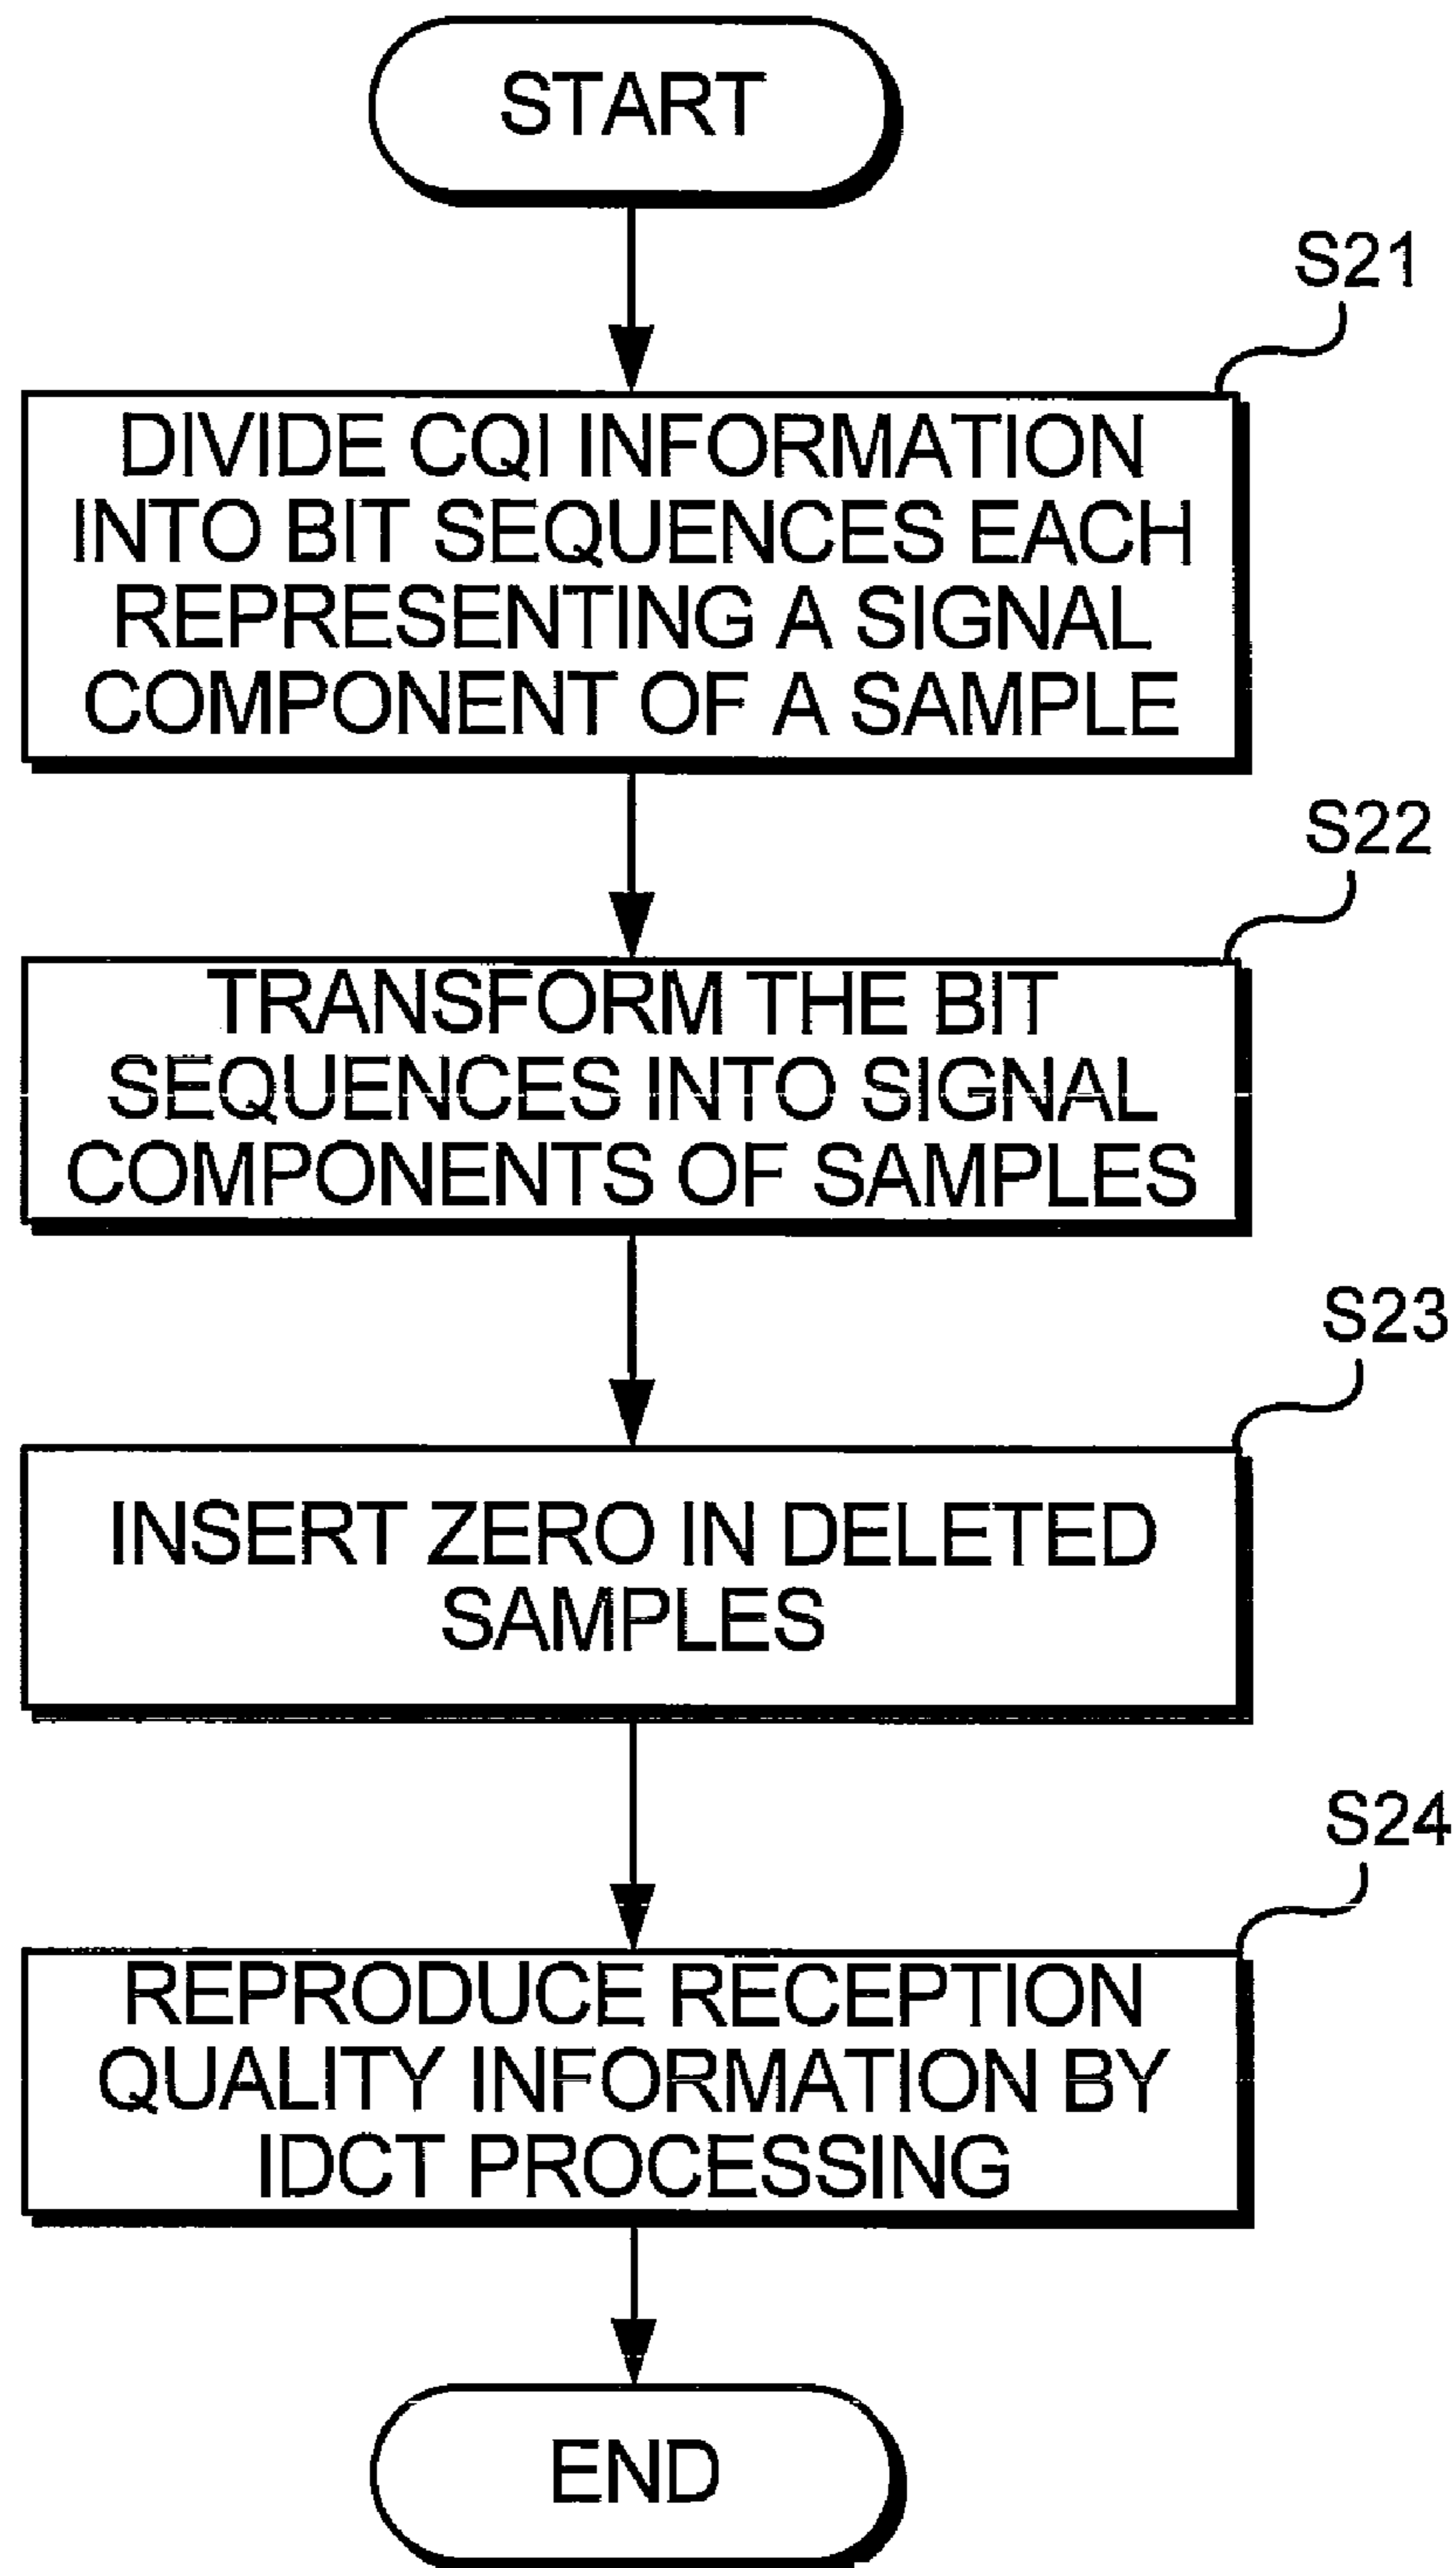 START
S21
DIVIDE CQI INFORMATION
INTO BIT SEQUENCES EACH
REPRESENTING A SIGNAL
COMPONENT OF A SAMPLE
S22
TRANSFORM THE BIT
SEQUENCES INTO SIGNAL
COMPONENTS OF SAMPLES
S23
INSERT ZERO IN DELETED
SAMPLES
S24
REPRODUCE RECEPTION
QUALITY INFORMATION BY
IDCT PROCESSING
END